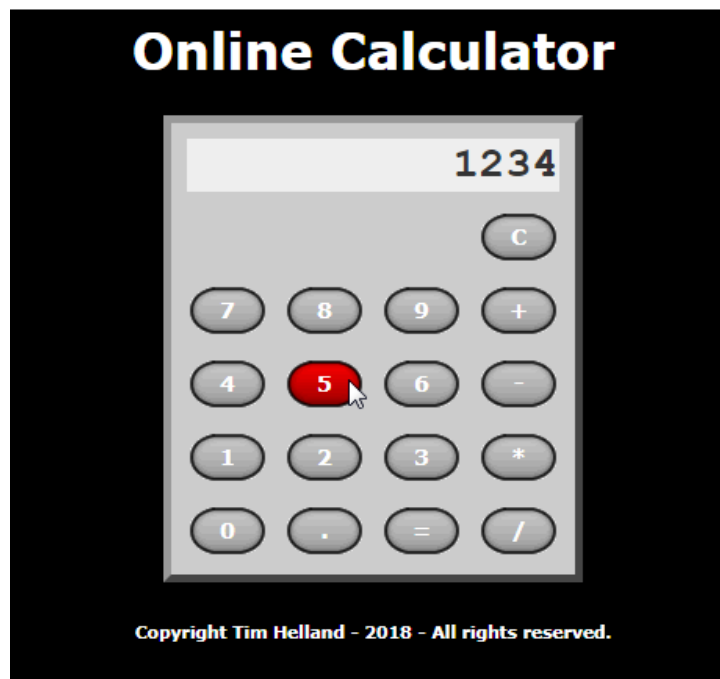 Online Calculator
1234
C
7 8 9 +
4 5 6 -
1 2 3 *
0 . = /
Copyright Tim Helland - 2018 - All rights reserved.